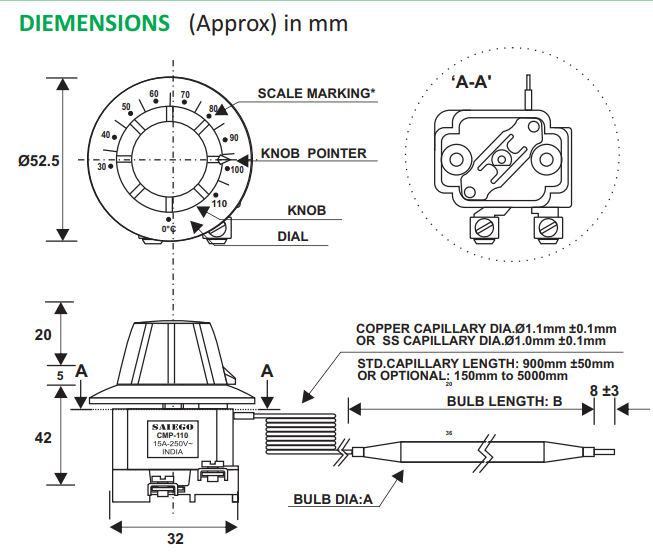 DIEMENSIONS (Approx) in mm
60
70
50
80
40
90
30
100
110
0°C
SCALE MARKING*
KNOB POINTER
KNOB
DIAL
Ø52.5
'A-A'
20
5
42
A
A
SAIEGO
CMP-110
15A-250V~
INDIA
32
COPPER CAPILLARY DIA.Ø1.1mm ±0.1mm
OR SS CAPILLARY DIA.Ø1.0mm ±0.1mm
STD.CAPILLARY LENGTH: 900mm ±50mm
OR OPTIONAL: 150mm to 5000mm
20
BULB LENGTH: B
8 ±3
36
BULB DIA:A